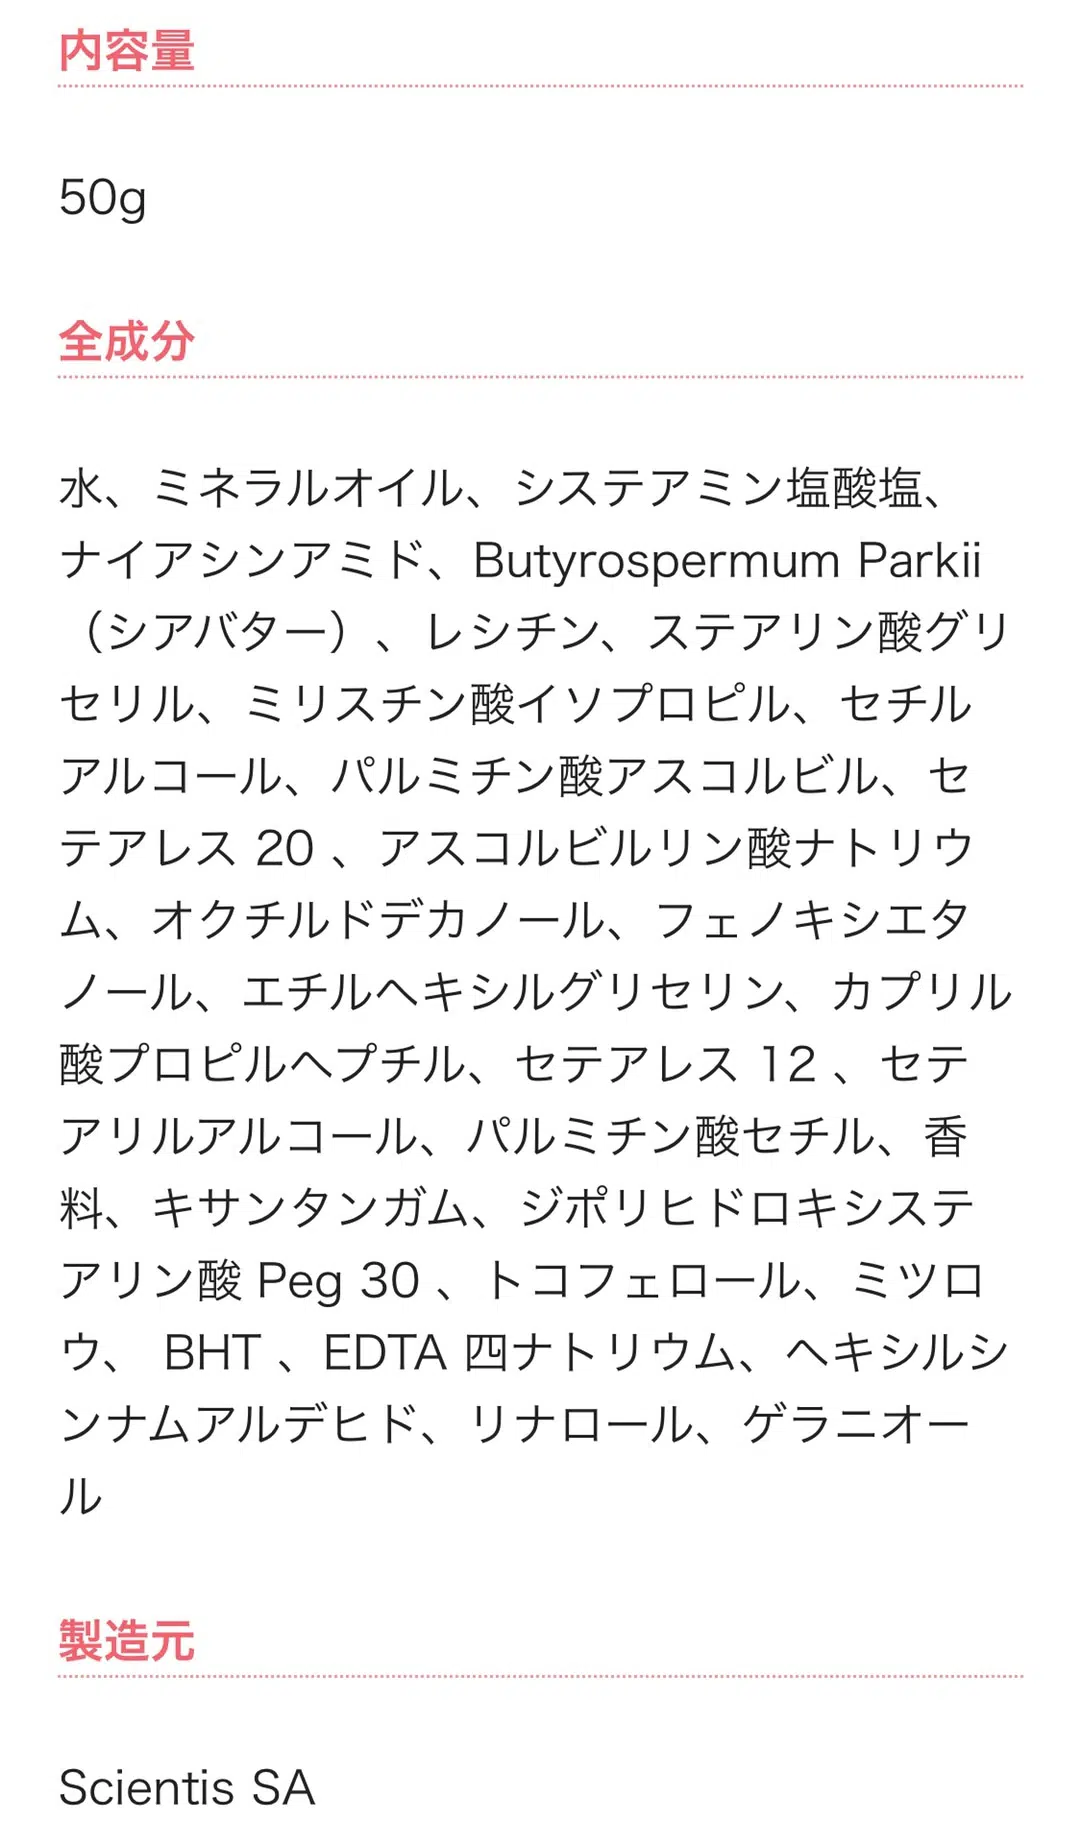 内容量
50g
全成分
水、ミネラルオイル、システアミン塩酸塩、
ナイアシンアミド、Butyrospermum Parkii
（シアバター）、レシチン、ステアリン酸グリ
セリル、ミリスチン酸イソプロピル、セチル
アルコール、パルミチン酸アスコルビル、セ
テアレス 20 、アスコルビルリン酸ナトリウ
ム、オクチルドデカノール、フェノキシエタ
ノール、エチルヘキシルグリセリン、カプリル
酸プロピルヘプチル、セテアレス 12 、セテ
アリルアルコール、パルミチン酸セチル、香
料、キサンタンガム、ジポリヒドロキシステ
アリン酸 Peg 30 、トコフェロール、ミツロ
ウ、 BHT 、EDTA 四ナトリウム、ヘキシルシ
ンナムアルデヒド、リナロール、ゲラニオー
ル
製造元
Scientis SA